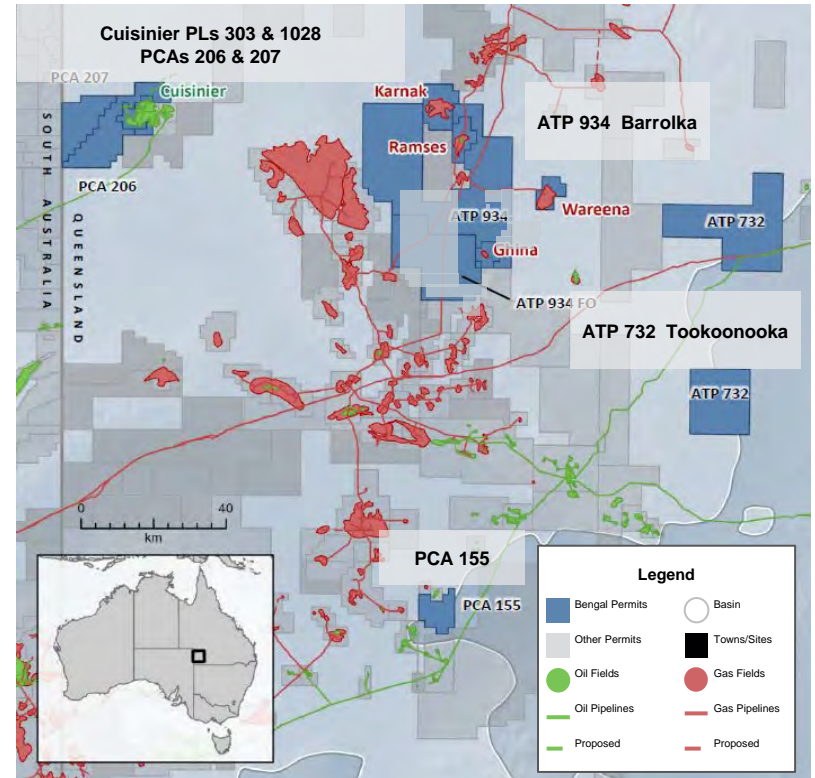 Cuisinier PLs 303 & 1028
PCAs 206 & 207
PCA 207
Cuisinier
Karnak
ATP 934 Barrolka
Ramses
SOUTH AUSTRALIA
PCA 206
QUEENSLAND
ATP 934
Wareena
ATP 732
Ghina
ATP 934 FO
ATP 732 Tookoonooka
ATP 732
0 40
km
PCA 155
PCA 155
Legend
Bengal Permits
Basin
Other Permits
Towns/Sites
Oil Fields
Gas Fields
Oil Pipelines
Gas Pipelines
Proposed
Proposed